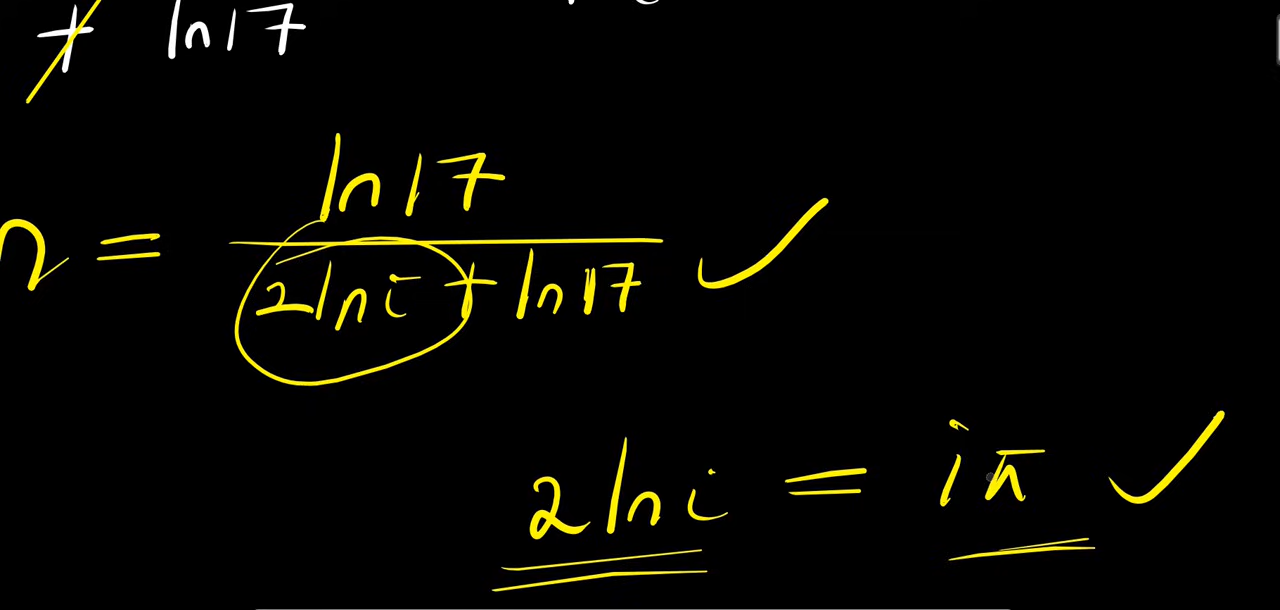 + ln17
n = ln17 / (2lni + ln17)
2lni = iπ